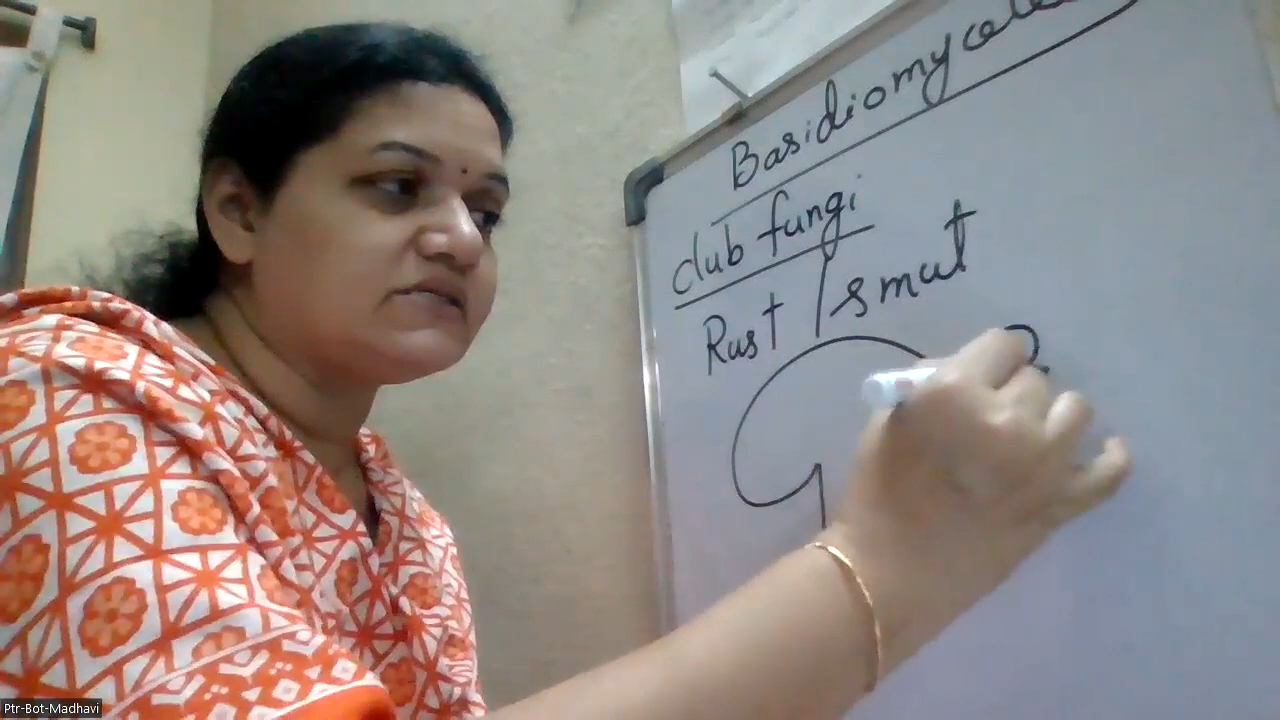 Basidiomycetes
club fungi
Rust / smut
Ptr-Bot-Madhavi